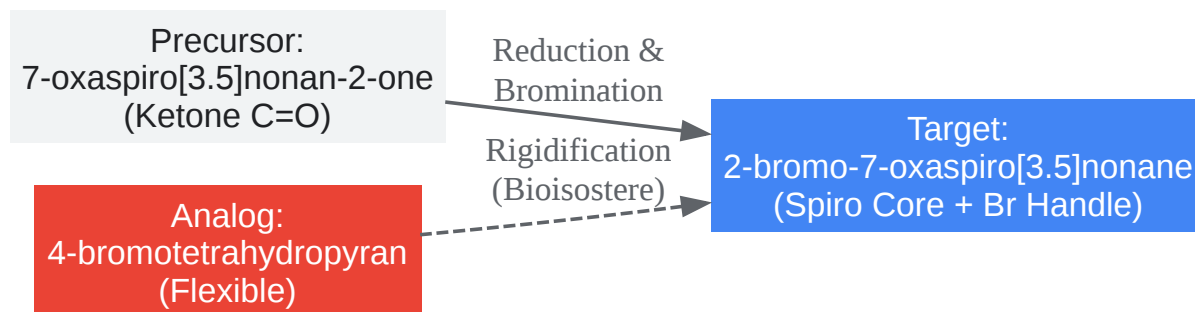 Precursor:
7-oxaspiro[3.5]nonan-2-one
(Ketone C=O)
Reduction &
Bromination
Target:
2-bromo-7-oxaspiro[3.5]nonane
(Spiro Core + Br Handle)
Rigidification
(Bioisostere)
Analog:
4-bromotetrahydropyran
(Flexible)